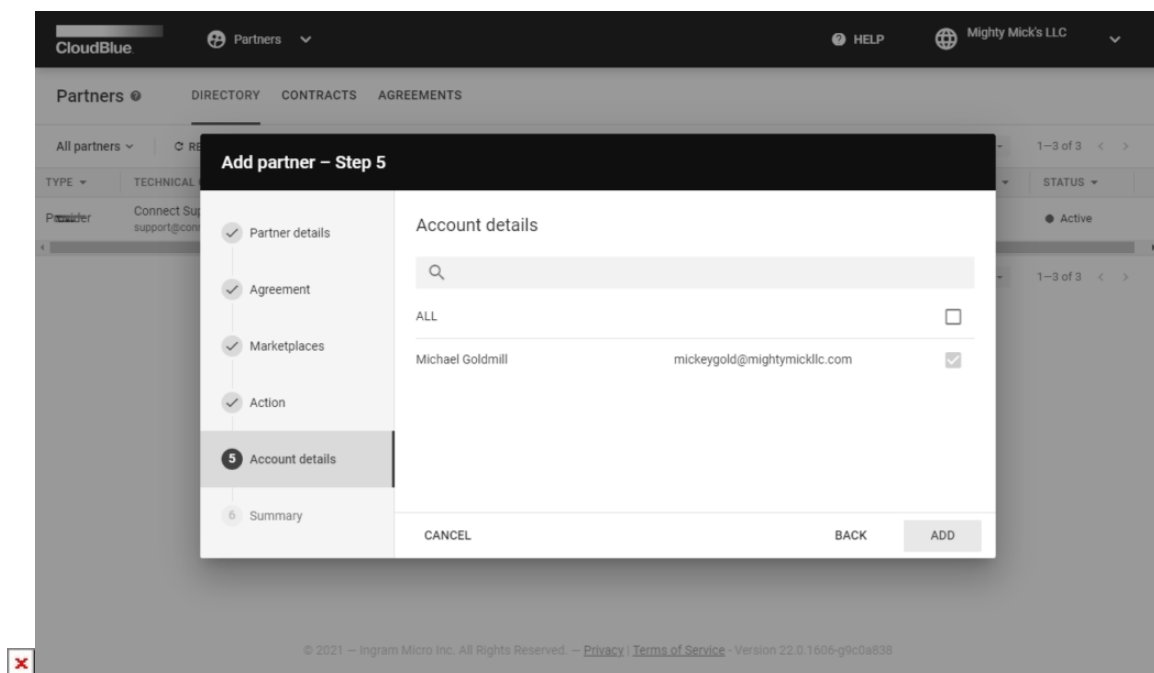 CloudBlue
Partners
HELP
Mighty Mick's LLC
Partners
DIRECTORY CONTRACTS AGREEMENTS
All partners
1–3 of 3
TYPE TECHNICAL STATUS
Connect Sup Active
support@conn
1–3 of 3
Add partner – Step 5
Partner details
Agreement
Marketplaces
Action
5 Account details
6 Summary
Account details
ALL
Michael Goldmill mickeygold@mightymickllc.com
CANCEL BACK ADD
© 2021 – Ingram Micro Inc. All Rights Reserved. – Privacy | Terms of Service - Version 22.0.1606-g9c0a838